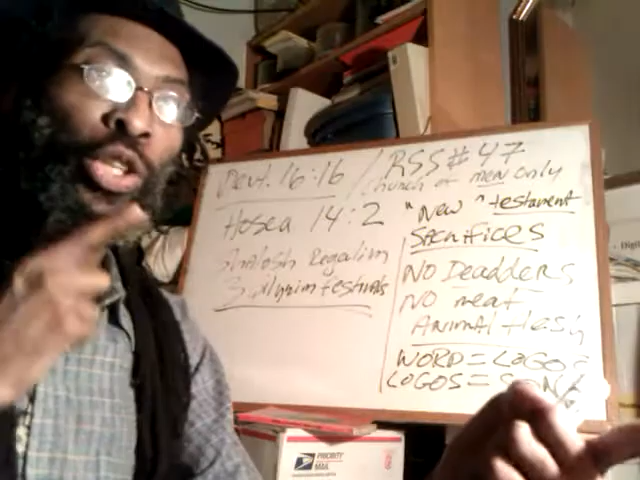 Deut. 16:16 / RSS# 47
Church of men only
Hosea 14:2
"New" testament
SACRIFICES
Shalosh Regalim
3 pilgrim festivals
NO Deadders
NO meat
ANIMAL flesh
WORD = LOGOS
LOGOS =
PRIORITY
MAIL